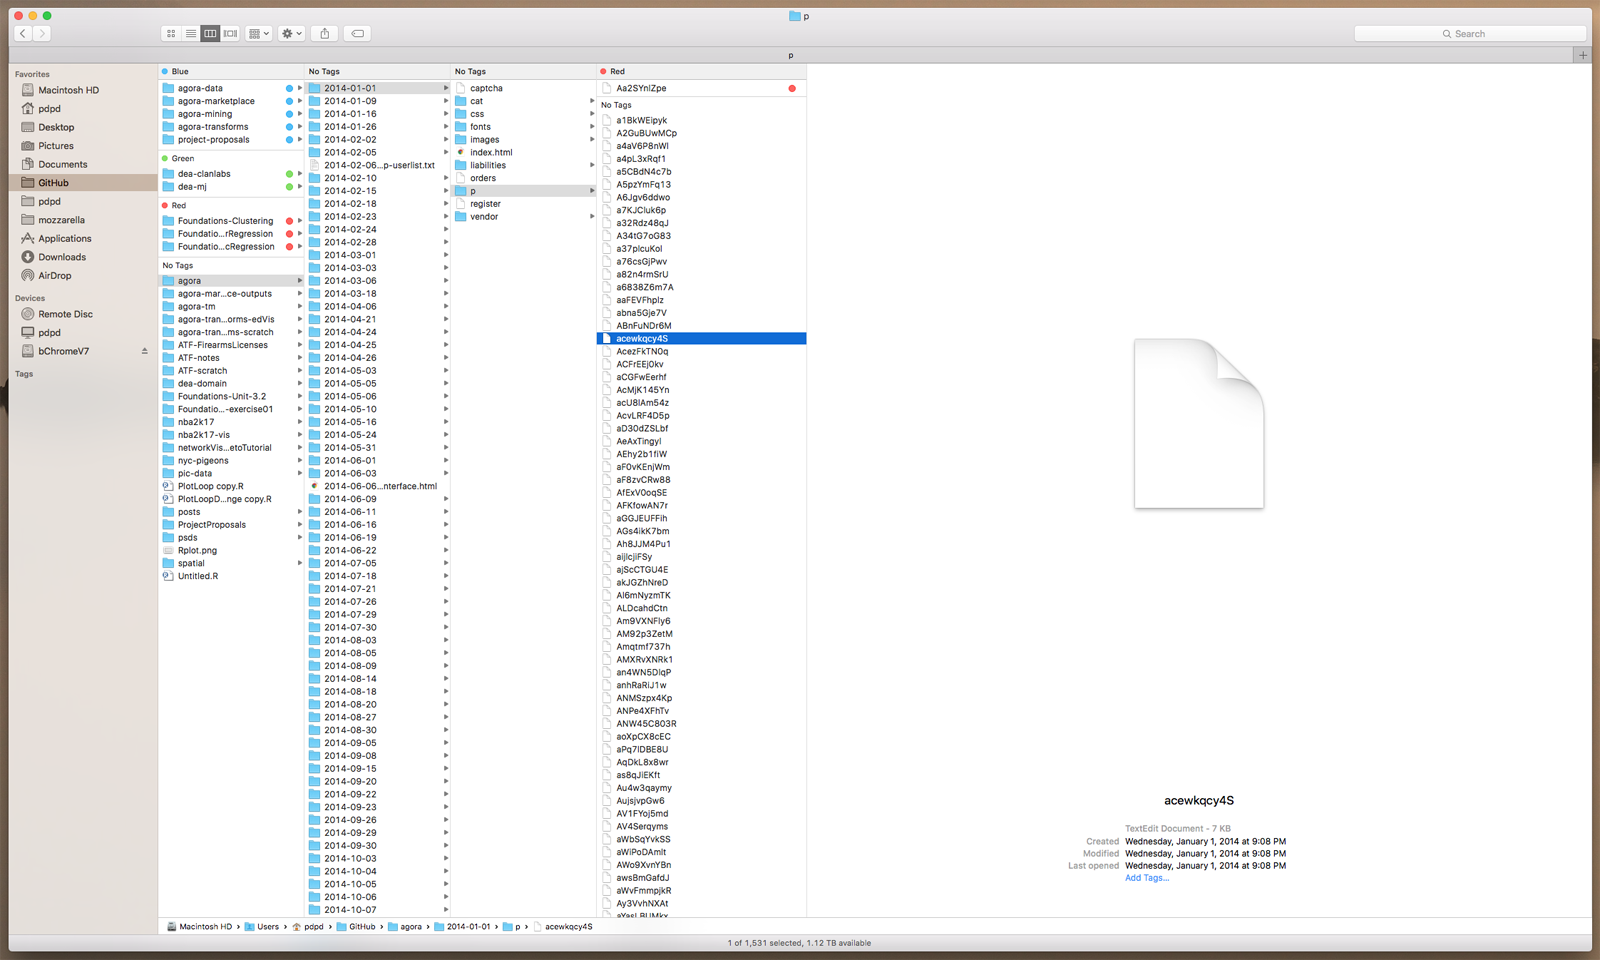 p
Search
p
Favorites
Macintosh HD
pdpd
Desktop
Pictures
Documents
GitHub
pdpd
mozzarella
Applications
Downloads
AirDrop
Devices
Remote Disc
pdpd
bChromeV7
Tags
Blue
agora-data
agora-marketplace
agora-mining
agora-transforms
project-proposals
Green
dea-clanlabs
dea-mj
Red
Foundations-Clustering
Foundatio...rRegression
Foundatio...cRegression
No Tags
agora
agora-mar...ce-outputs
agora-tm
agora-tran...orms-edVis
agora-tran...ms-scratch
ATF-FirearmsLicenses
ATF-notes
ATF-scratch
dea-domain
Foundations-Unit-3.2
Foundatio...-exercise01
nba2k17
nba2k17-vis
networkVis...etoTutorial
nyc-pigeons
pic-data
PlotLoop copy.R
PlotLoopD...nge copy.R
posts
ProjectProposals
psds
Rplot.png
spatial
Untitled.R
No Tags
2014-01-01
2014-01-09
2014-01-16
2014-01-26
2014-02-02
2014-02-05
2014-02-06...p-userlist.txt
2014-02-10
2014-02-15
2014-02-18
2014-02-23
2014-02-24
2014-02-28
2014-03-01
2014-03-03
2014-03-06
2014-03-18
2014-04-06
2014-04-21
2014-04-24
2014-04-25
2014-04-26
2014-05-03
2014-05-05
2014-05-06
2014-05-10
2014-05-16
2014-05-24
2014-05-31
2014-06-01
2014-06-03
2014-06-06...nterface.html
2014-06-09
2014-06-11
2014-06-16
2014-06-19
2014-06-22
2014-07-05
2014-07-18
2014-07-21
2014-07-26
2014-07-29
2014-07-30
2014-08-03
2014-08-05
2014-08-09
2014-08-14
2014-08-18
2014-08-20
2014-08-27
2014-08-30
2014-09-05
2014-09-08
2014-09-15
2014-09-20
2014-09-22
2014-09-23
2014-09-26
2014-09-29
2014-09-30
2014-10-03
2014-10-04
2014-10-05
2014-10-06
2014-10-07
No Tags
captcha
cat
css
fonts
images
index.html
liabilities
orders
p
register
vendor
Red
Aa2SYnlZpe
No Tags
a1BkWEipyk
A2GuBUwMCp
a4aV6P8nWI
a4pL3xRqf1
a5CBdN4c7b
A5pzYmFq13
A6Jgv6ddwo
a7KJCluk6p
a32Rdz48qJ
A34tG7oG83
a37plcuKol
a76csGjPwv
a82n4rmSrU
a6838Z6m7A
aaFEVFhplz
abna5Gje7V
ABnFuNDr6M
acewkqcy4S
AcezFkTN0q
ACFrEEj0kv
aCGFwEerhf
AcMjK145Yn
acU8lAm54z
AcvLRF4D5p
aD30dZSLbf
AeAxTingyl
AEhy2b1fiW
aF0vKEnjWm
aF8zvCRw88
AfExV0oqSE
AFKfowAN7r
aGGJEUFFih
AGs4ikK7bm
Ah8JJM4Pu1
aijlcjiFSy
ajScCTGU4E
akJGZhNreD
Al6mNyzmTK
ALDcahdCtn
Am9VXNFly6
AM92p3ZetM
Amqtmf737h
AMXRvXNRk1
an4WN5DlqP
anhRaRiJ1w
ANMSzpx4Kp
ANPe4XFhTv
ANW45C803R
aoXpCX8cEC
aPq7lDBE8U
AqDkL8x8wr
as8qJiEKft
Au4w3qaymy
AujsjvpGw6
AV1FYoj5md
AV4Serqyms
aWbSqYvkSS
aWiPoDAmlt
AWo9XvnYBn
awsBmGafdJ
aWvFmmpjkR
Ay3VvhNXAt
aYasLBUMkx
acewkqcy4S
TextEdit Document - 7 KB
Created Wednesday, January 1, 2014 at 9:08 PM
Modified Wednesday, January 1, 2014 at 9:08 PM
Last opened Wednesday, January 1, 2014 at 9:08 PM
Add Tags...
Macintosh HD › Users › pdpd › GitHub › agora › 2014-01-01 › p › acewkqcy4S
1 of 1,531 selected, 1.12 TB available